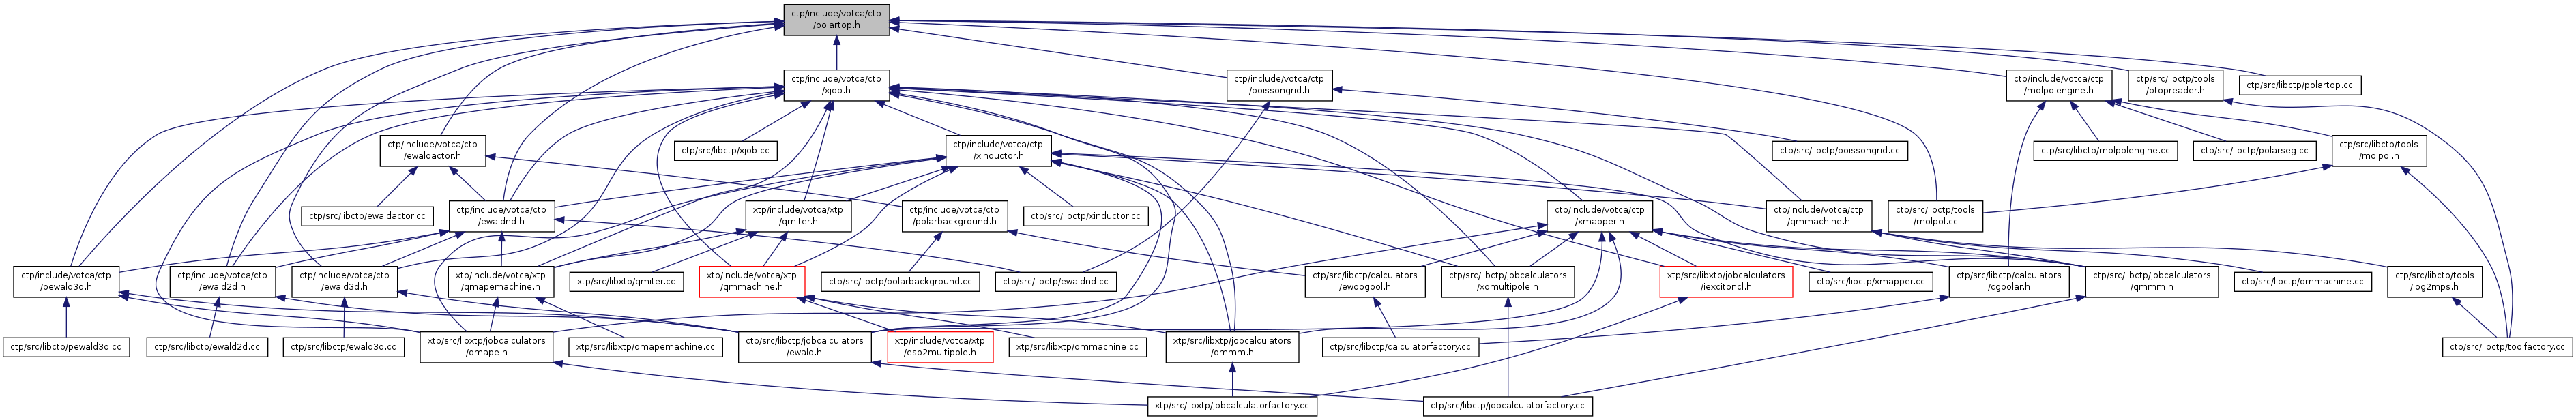 ctp/include/votca/ctp
/polartop.h
ctp/include/votca/ctp
/xjob.h
ctp/include/votca/ctp
/poissongrid.h
ctp/include/votca/ctp
/molpolengine.h
ctp/src/libctp/tools
/ptopreader.h
ctp/src/libctp/polartop.cc
ctp/include/votca/ctp
/ewaldactor.h
ctp/src/libctp/xjob.cc
ctp/include/votca/ctp
/xinductor.h
ctp/src/libctp/poissongrid.cc
ctp/src/libctp/molpolengine.cc
ctp/src/libctp/polarseg.cc
ctp/src/libctp/tools
/molpol.h
ctp/src/libctp/ewaldactor.cc
ctp/include/votca/ctp
/ewaldnd.h
xtp/include/votca/xtp
/qmiter.h
ctp/include/votca/ctp
/polarbackground.h
ctp/src/libctp/xinductor.cc
ctp/include/votca/ctp
/xmapper.h
ctp/include/votca/ctp
/qmmachine.h
ctp/src/libctp/tools
/molpol.cc
ctp/include/votca/ctp
/pewald3d.h
ctp/include/votca/ctp
/ewald2d.h
ctp/include/votca/ctp
/ewald3d.h
xtp/include/votca/xtp
/qmapemachine.h
xtp/src/libxtp/qmiter.cc
xtp/include/votca/xtp
/qmmachine.h
ctp/src/libctp/polarbackground.cc
ctp/src/libctp/ewaldnd.cc
ctp/src/libctp/calculators
/ewdbgpol.h
ctp/src/libctp/jobcalculators
/xqmultipole.h
xtp/src/libxtp/jobcalculators
/iexcitoncl.h
ctp/src/libctp/xmapper.cc
ctp/src/libctp/calculators
/cgpolar.h
ctp/src/libctp/jobcalculators
/qmmm.h
ctp/src/libctp/qmmachine.cc
ctp/src/libctp/tools
/log2mps.h
ctp/src/libctp/pewald3d.cc
ctp/src/libctp/ewald2d.cc
ctp/src/libctp/ewald3d.cc
xtp/src/libxtp/jobcalculators
/qmape.h
xtp/src/libxtp/qmapemachine.cc
ctp/src/libctp/jobcalculators
/ewald.h
xtp/include/votca/xtp
/esp2multipole.h
xtp/src/libxtp/qmmachine.cc
xtp/src/libxtp/jobcalculators
/qmmm.h
ctp/src/libctp/calculatorfactory.cc
ctp/src/libctp/toolfactory.cc
xtp/src/libxtp/jobcalculatorfactory.cc
ctp/src/libctp/jobcalculatorfactory.cc